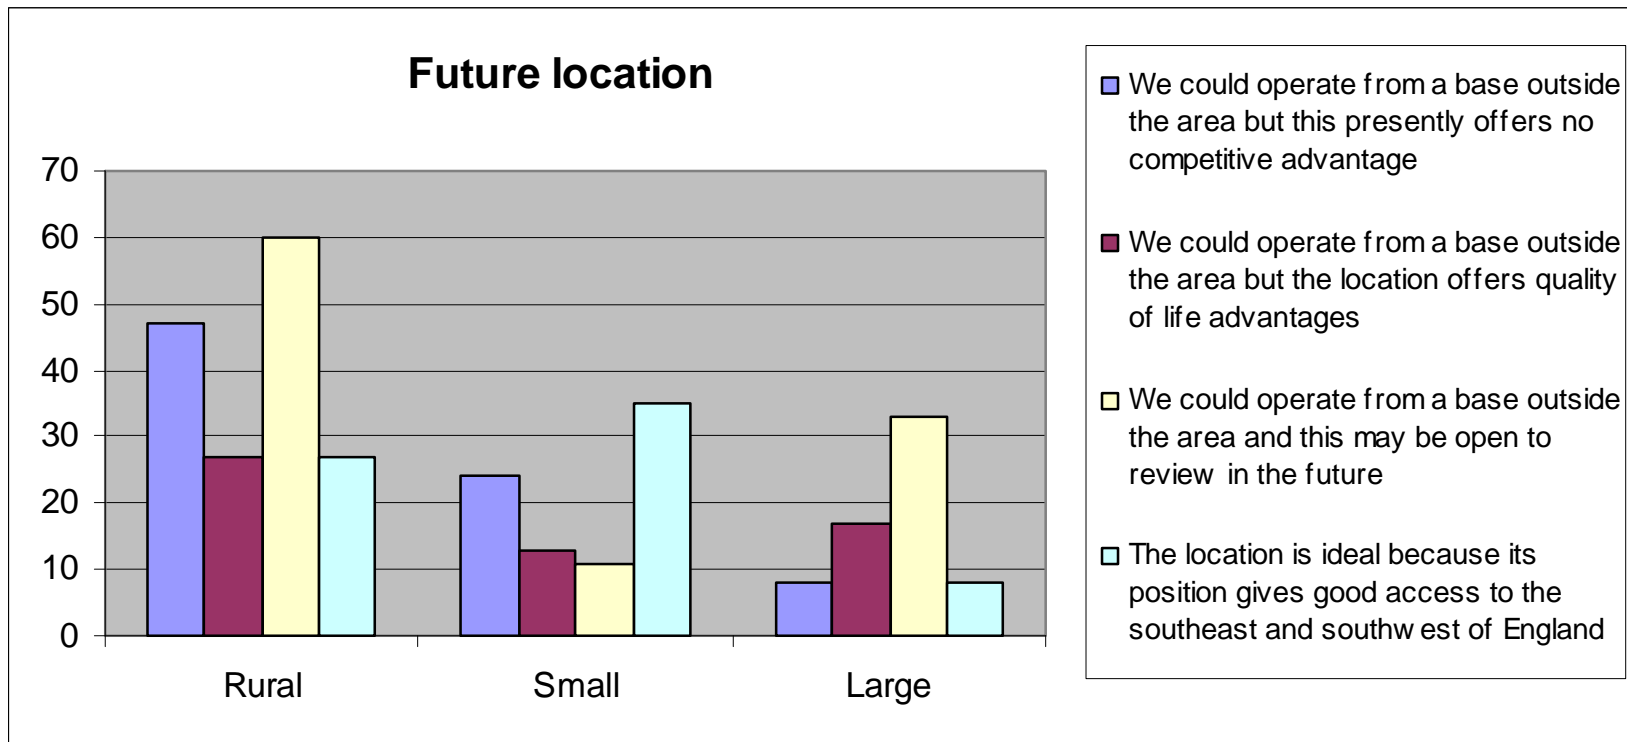 Future location
70
60
50
40
30
20
10
0
Rural
Small
Large
We could operate from a base outside
the area but this presently offers no
competitive advantage
We could operate from a base outside
the area but the location offers quality
of life advantages
We could operate from a base outside
the area and this may be open to
review in the future
The location is ideal because its
position gives good access to the
southeast and southw est of England